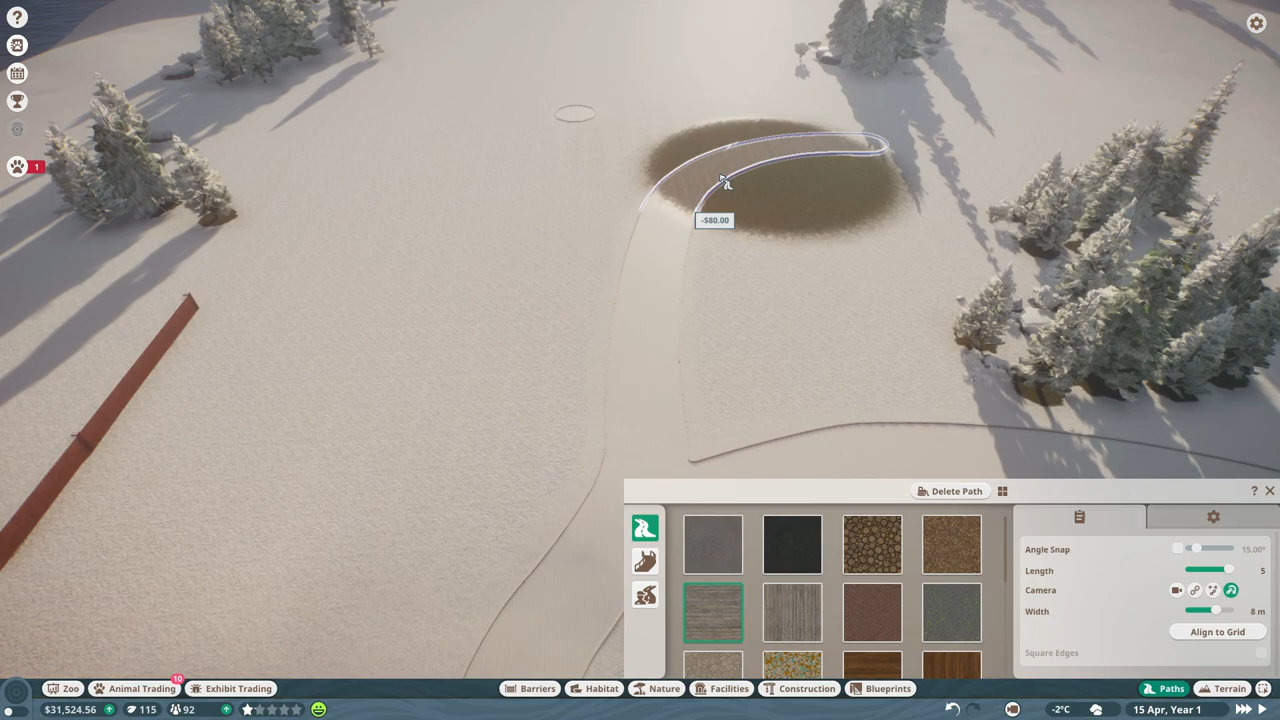 ?
1
-$80.00
Delete Path
?
Angle Snap 15.00°
Length 5
Camera
Width 8 m
Align to Grid
Square Edges
10
Zoo Animal Trading Exhibit Trading Barriers Habitat Nature Facilities Construction Blueprints Paths Terrain
$31,524.56 115 92 -2°C 15 Apr, Year 1